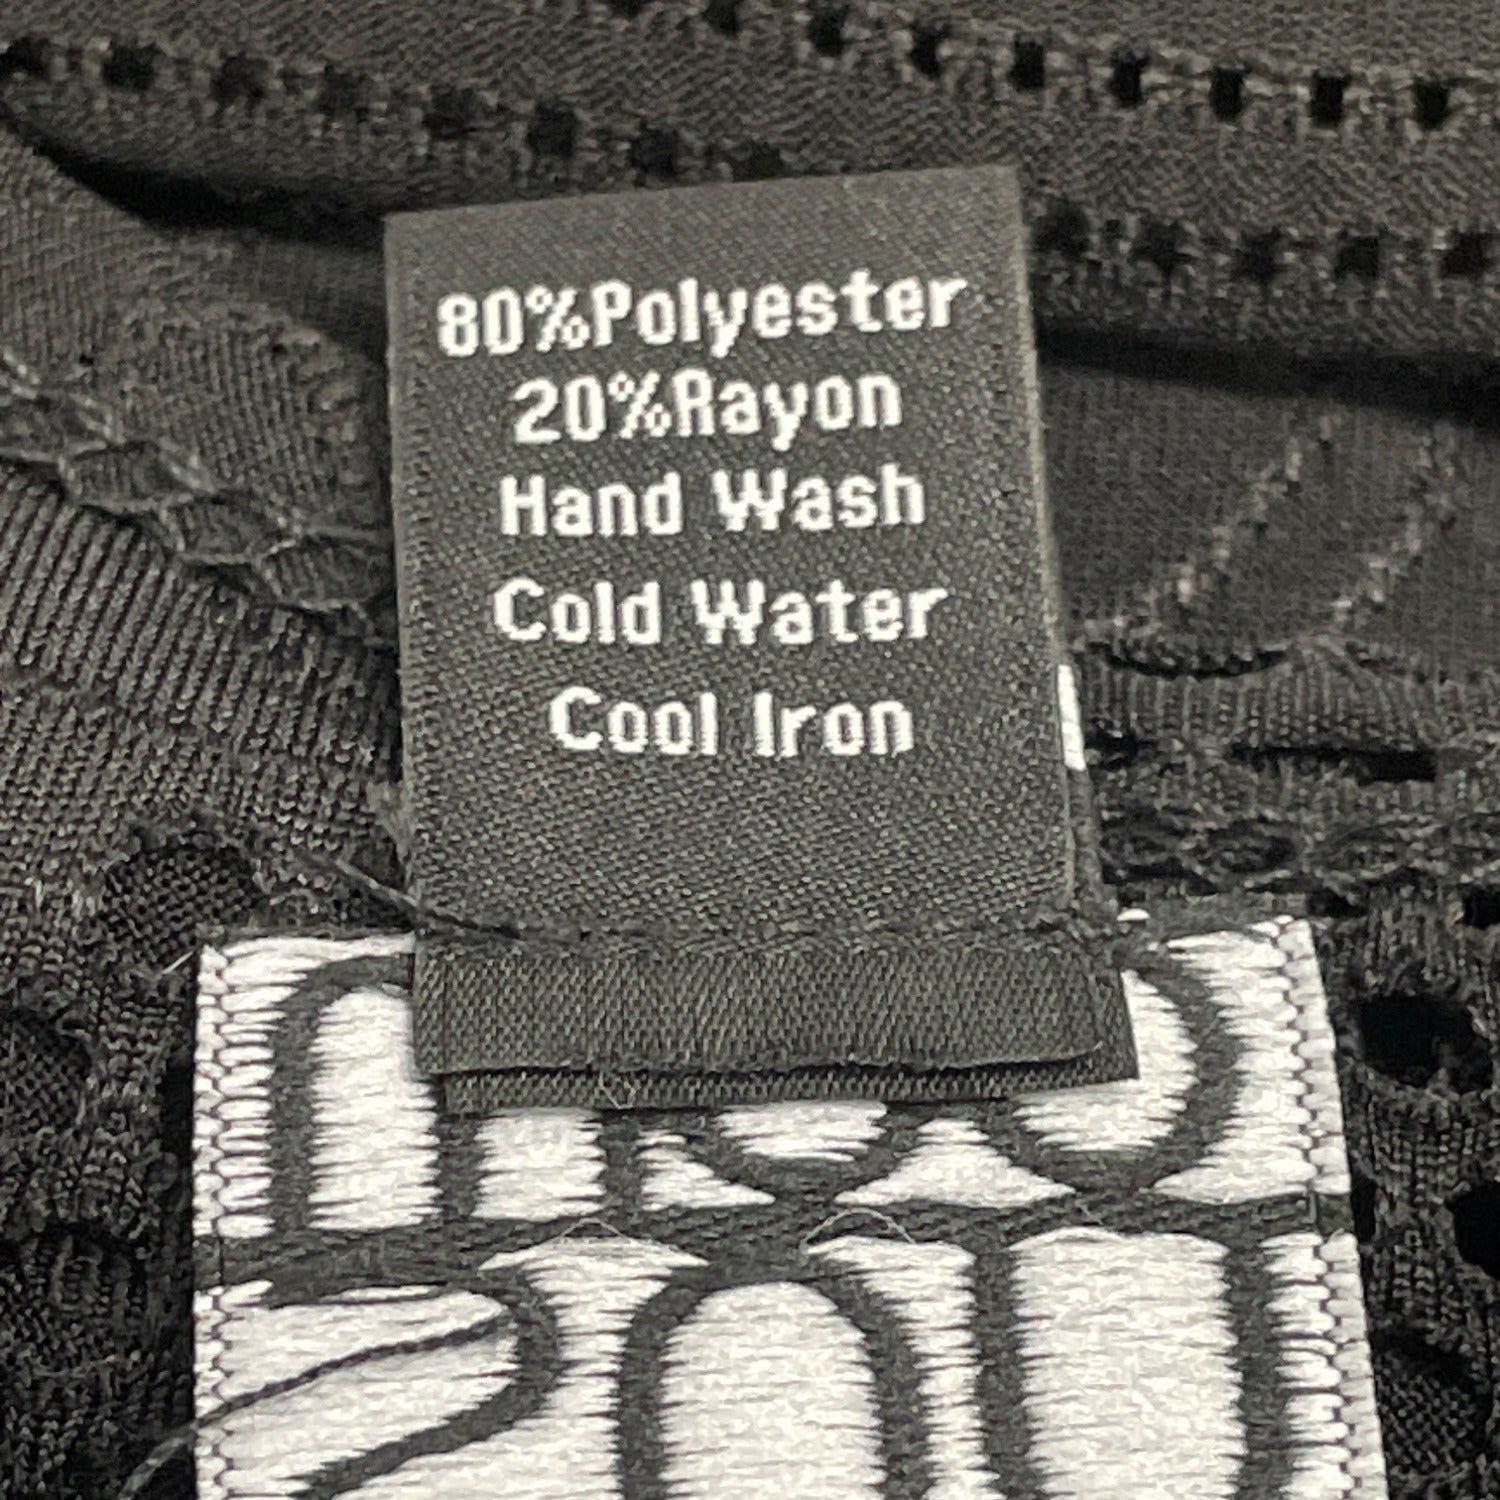 80%Polyester
20%Rayon
Hand Wash
Cold Water
Cool Iron